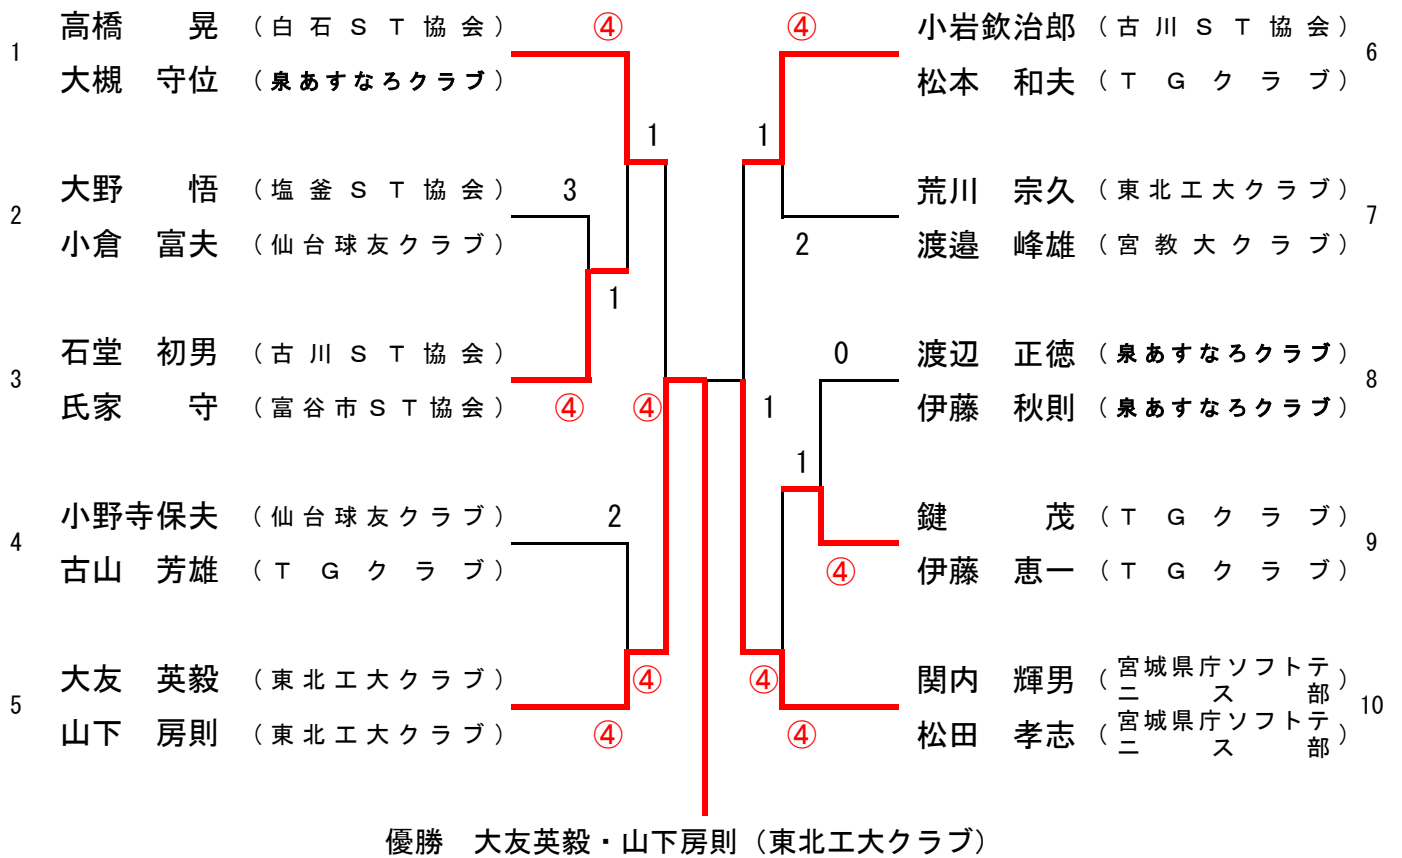 1
高橋　　晃 （白石ＳＴ協会） ④
大槻　守位 （泉あすなろクラブ）
1
2
大野　　悟 （塩釜ＳＴ協会） 3
小倉　富夫 （仙台球友クラブ）
1
3
石堂　初男 （古川ＳＴ協会）
氏家　　守 （富谷市ＳＴ協会） ④ ④
4
小野寺保夫 （仙台球友クラブ） 2
古山　芳雄 （ＴＧクラブ）
5
大友　英毅 （東北工大クラブ） ④
山下　房則 （東北工大クラブ） ④
④ 小岩欽治郎 （古川ＳＴ協会）
6
松本　和夫 （ＴＧクラブ）
1
荒川　宗久 （東北工大クラブ）
7
2 渡邉　峰雄 （宮教大クラブ）
0 渡辺　正徳 （泉あすなろクラブ）
8
1 伊藤　秋則 （泉あすなろクラブ）
1
鍵　　　茂 （ＴＧクラブ）
9
④ 伊藤　恵一 （ＴＧクラブ）
④ 関内　輝男 （宮城県庁ソフトテニス部）
10
④ 松田　孝志 （宮城県庁ソフトテニス部）
優勝　大友英毅・山下房則（東北工大クラブ）